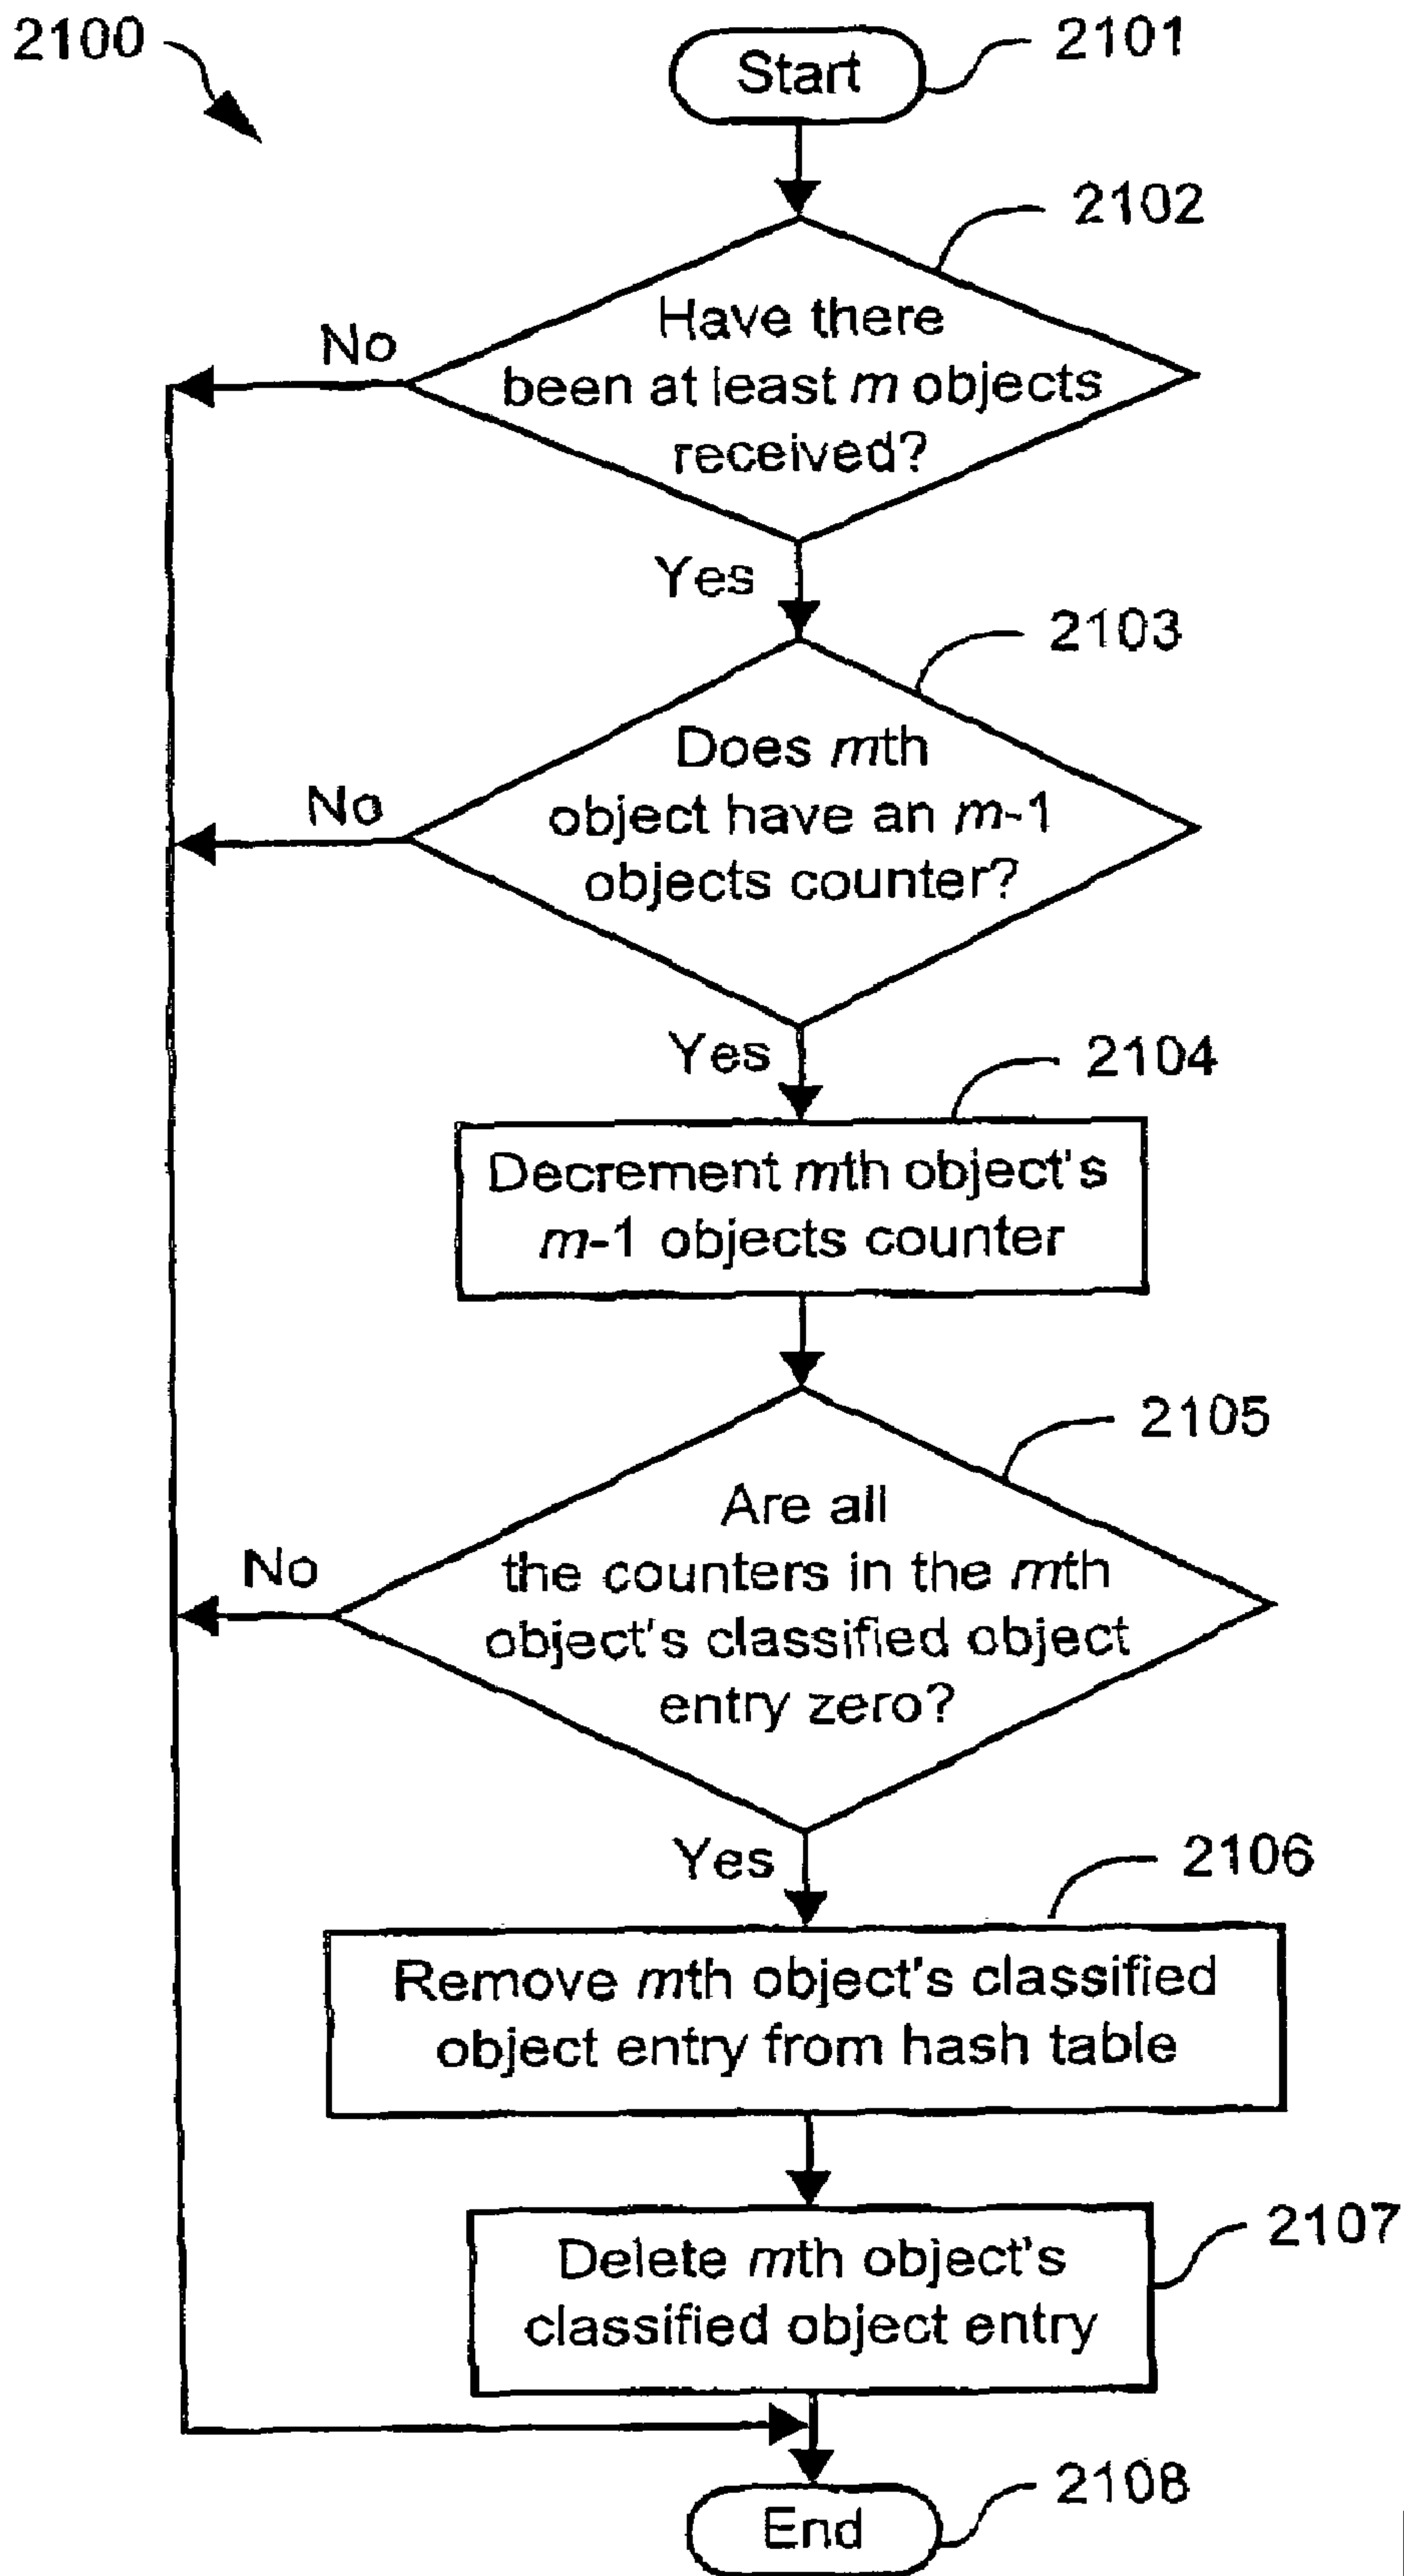 2100
Start
2101
2102
Have there
been at least m objects
received?
No
Yes
2103
Does mth
object have an m-1
objects counter?
No
Yes
2104
Decrement mth object's
m-1 objects counter
2105
Are all
the counters in the mth
object's classified object
entry zero?
No
Yes
2106
Remove mth object's classified
object entry from hash table
2107
Delete mth object's
classified object entry
2108
End